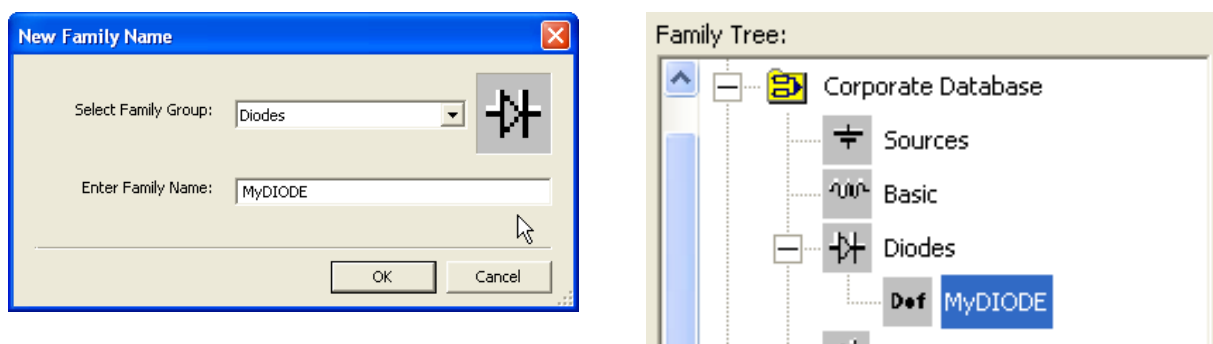 New Family Name
Select Family Group: Diodes
Enter Family Name: MyDIODE
OK Cancel
Family Tree:
Corporate Database
Sources
Basic
Diodes
Def MyDIODE